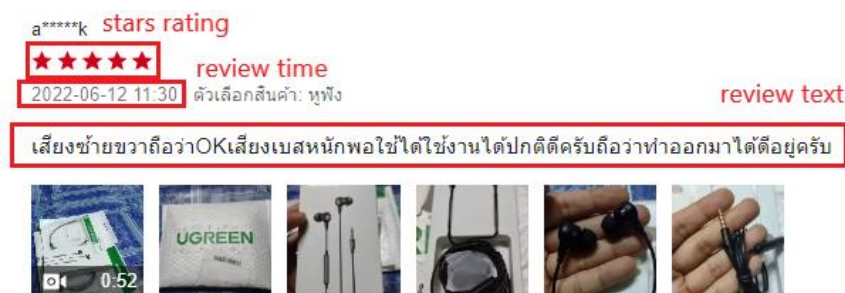 a*****k stars rating
review time
2022-06-12 11:30 ตัวเลือกสินค้า: หูฟัง
review text
เสียงซ้ายขวาถือว่าOKเสียงเบสหนักพอใช้ได้ใช้งานได้ปกติดีครับถือว่าทำออกมาได้ดีอยู่ครับ
UGREEN
0:52